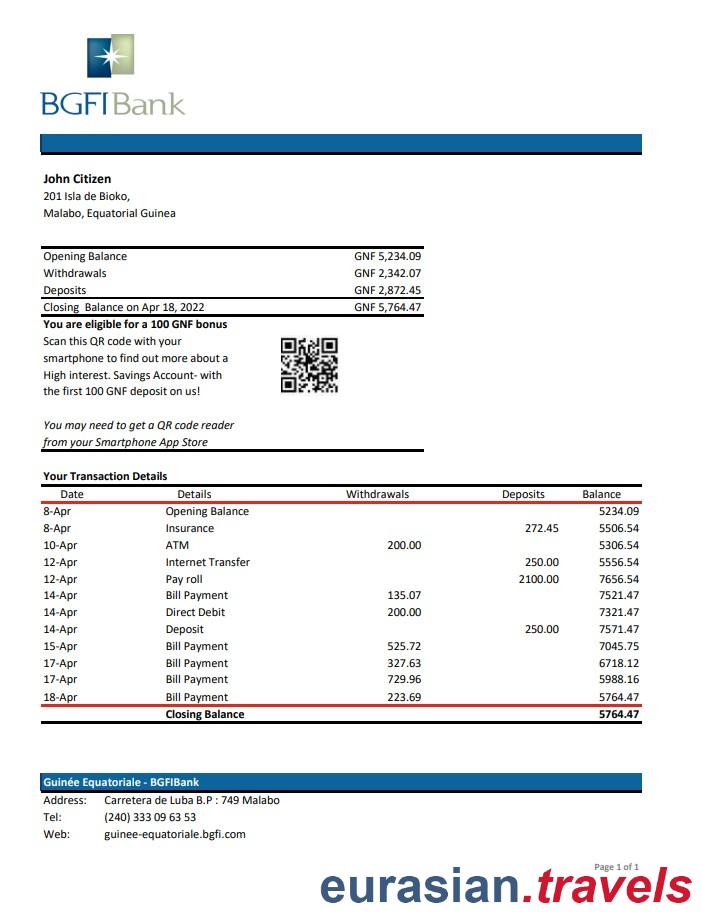 BGFIBank
John Citizen
201 Isla de Bioko,
Malabo, Equatorial Guinea
Opening Balance GNF 5,234.09
Withdrawals GNF 2,342.07
Deposits GNF 2,872.45
Closing  Balance on Apr 18, 2022 GNF 5,764.47
You are eligible for a 100 GNF bonus
Scan this QR code with your
smartphone to find out more about a
High interest. Savings Account- with
the first 100 GNF deposit on us!
You may need to get a QR code reader
from your Smartphone App Store
Your Transaction Details
Date Details Withdrawals Deposits Balance
8-Apr Opening Balance 5234.09
8-Apr Insurance 272.45 5506.54
10-Apr ATM 200.00 5306.54
12-Apr Internet Transfer 250.00 5556.54
12-Apr Pay roll 2100.00 7656.54
14-Apr Bill Payment 135.07 7521.47
14-Apr Direct Debit 200.00 7321.47
14-Apr Deposit 250.00 7571.47
15-Apr Bill Payment 525.72 7045.75
17-Apr Bill Payment 327.63 6718.12
17-Apr Bill Payment 729.96 5988.16
18-Apr Bill Payment 223.69 5764.47
Closing Balance 5764.47
Guinée Equatoriale - BGFIBank
Address: Carretera de Luba B.P : 749 Malabo
Tel: (240) 333 09 63 53
Web: guinee-equatoriale.bgfi.com
Page 1 of 1
eurasian.travels